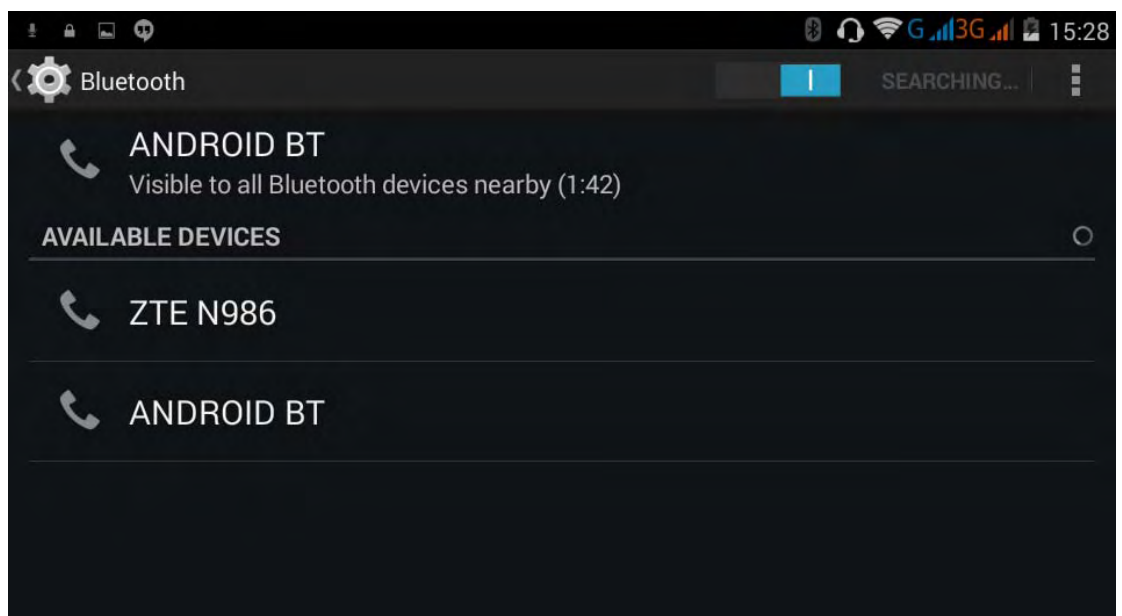 G 3G 15:28
Bluetooth SEARCHING...
ANDROID BT
Visible to all Bluetooth devices nearby (1:42)
AVAILABLE DEVICES
ZTE N986
ANDROID BT